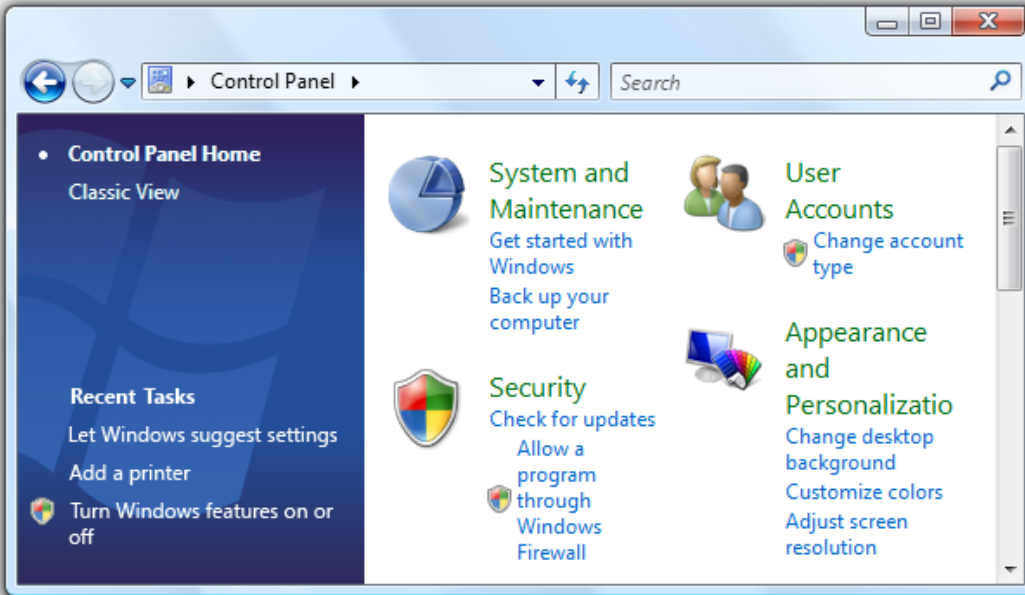 Control Panel
Search
Control Panel Home
Classic View
Recent Tasks
Let Windows suggest settings
Add a printer
Turn Windows features on or
off
System and
Maintenance
Get started with
Windows
Back up your
computer
Security
Check for updates
Allow a
program
through
Windows
Firewall
User
Accounts
Change account
type
Appearance
and
Personalizatio
Change desktop
background
Customize colors
Adjust screen
resolution